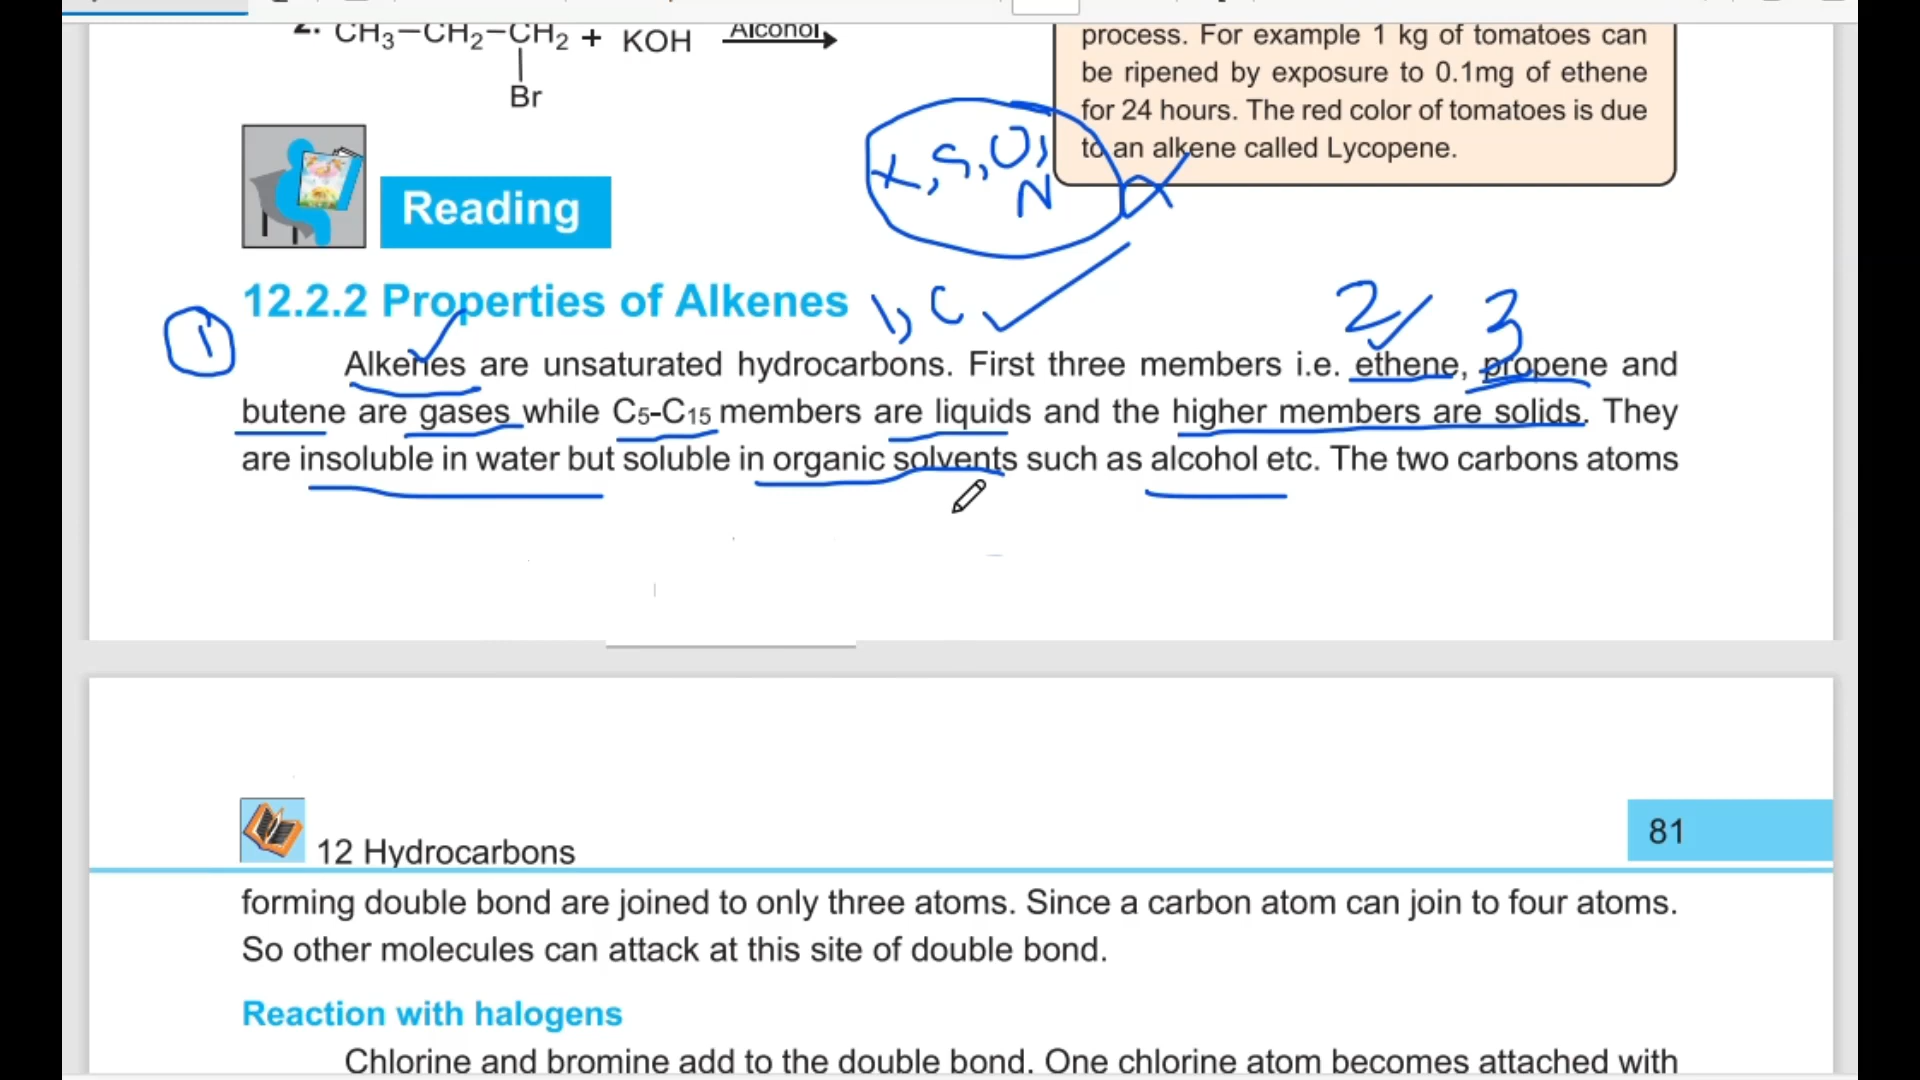 2. CH3–CH2–CH2 + KOH Alcohol
Br
process. For example 1 kg of tomatoes can
be ripened by exposure to 0.1mg of ethene
for 24 hours. The red color of tomatoes is due
to an alkene called Lycopene.
X, S, O,
N
Reading
12.2.2 Properties of Alkenes
C
2 3
1
Alkenes are unsaturated hydrocarbons. First three members i.e. ethene, propene and
butene are gases while C5-C15 members are liquids and the higher members are solids. They
are insoluble in water but soluble in organic solvents such as alcohol etc. The two carbons atoms
81
12 Hydrocarbons
forming double bond are joined to only three atoms. Since a carbon atom can join to four atoms.
So other molecules can attack at this site of double bond.
Reaction with halogens
Chlorine and bromine add to the double bond. One chlorine atom becomes attached with